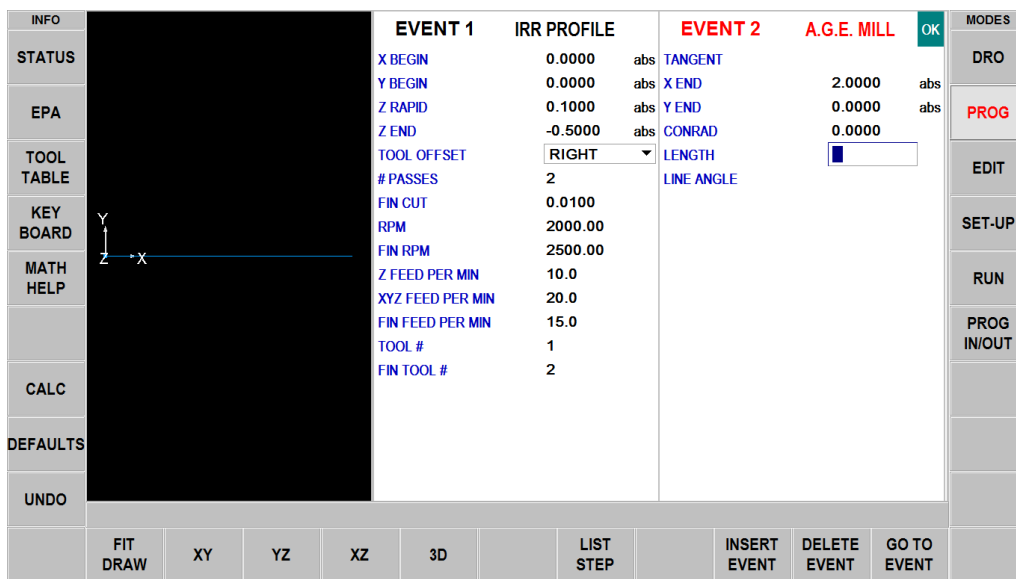 INFO
STATUS
EPA
TOOL
TABLE
KEY
BOARD
MATH
HELP
CALC
DEFAULTS
UNDO
Y
Z X
EVENT 1 IRR PROFILE
X BEGIN 0.0000 abs
Y BEGIN 0.0000 abs
Z RAPID 0.1000 abs
Z END -0.5000 abs
TOOL OFFSET RIGHT
# PASSES 2
FIN CUT 0.0100
RPM 2000.00
FIN RPM 2500.00
Z FEED PER MIN 10.0
XYZ FEED PER MIN 20.0
FIN FEED PER MIN 15.0
TOOL # 1
FIN TOOL # 2
EVENT 2 A.G.E. MILL OK
TANGENT
X END 2.0000 abs
Y END 0.0000 abs
CONRAD 0.0000
LENGTH
LINE ANGLE
MODES
DRO
PROG
EDIT
SET-UP
RUN
PROG
IN/OUT
FIT
DRAW
XY
YZ
XZ
3D
LIST
STEP
INSERT
EVENT
DELETE
EVENT
GO TO
EVENT